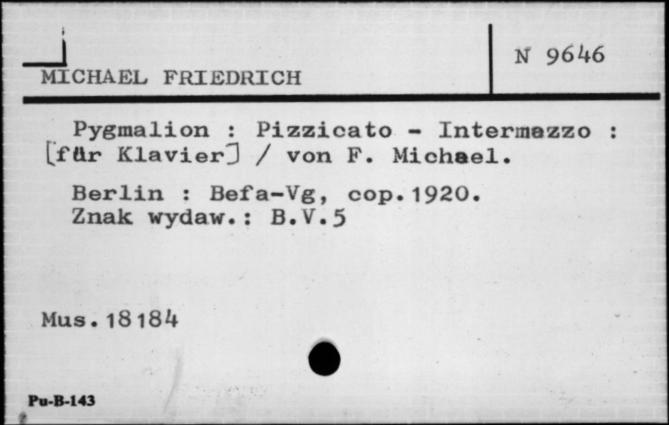 N 9646
MICHAEL FRIEDRICH
Pygmalion : Pizzicato - Intermezzo :
[für Klavier] / von F. Michael.
Berlin : Befa-Vg, cop.1920.
Znak wydaw.: B.V.5
Mus.18184
Pu-B-143